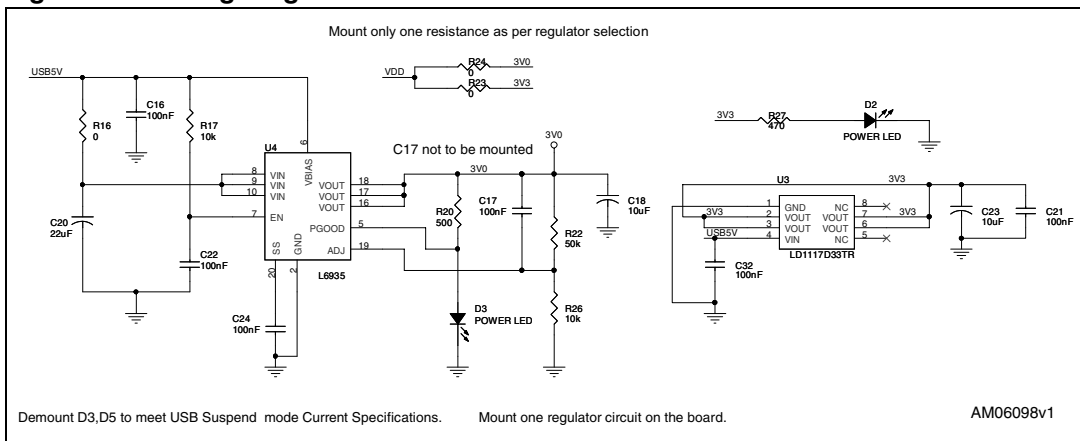 Mount only one resistance as per regulator selection
USB5V
VDD
R24
0
3V0
R23
0
3V3
C16
100nF
R16
0
R17
10k
U4
6
VBIAS
8 VIN
9 VIN
10 VIN
7 EN
VOUT 18
VOUT 17
VOUT 16
PGOOD 5
ADJ 19
SS
GND
20
2
L6935
C20
22uF
C22
100nF
C24
100nF
C17 not to be mounted
3V0
3V0
R20
500
C17
100nF
R22
50k
C18
10uF
D3
POWER LED
R26
10k
3V3
R27
470
D2
POWER LED
U3
3V3
1 GND NC 8
3V3 2 VOUT VOUT 7 3V3
3 VOUT VOUT 6
USB5V 4 VIN NC 5
LD1117D33TR
C32
100nF
C23
10uF
C21
100nF
Demount D3,D5 to meet USB Suspend mode Current Specifications.
Mount one regulator circuit on the board.
AM06098v1